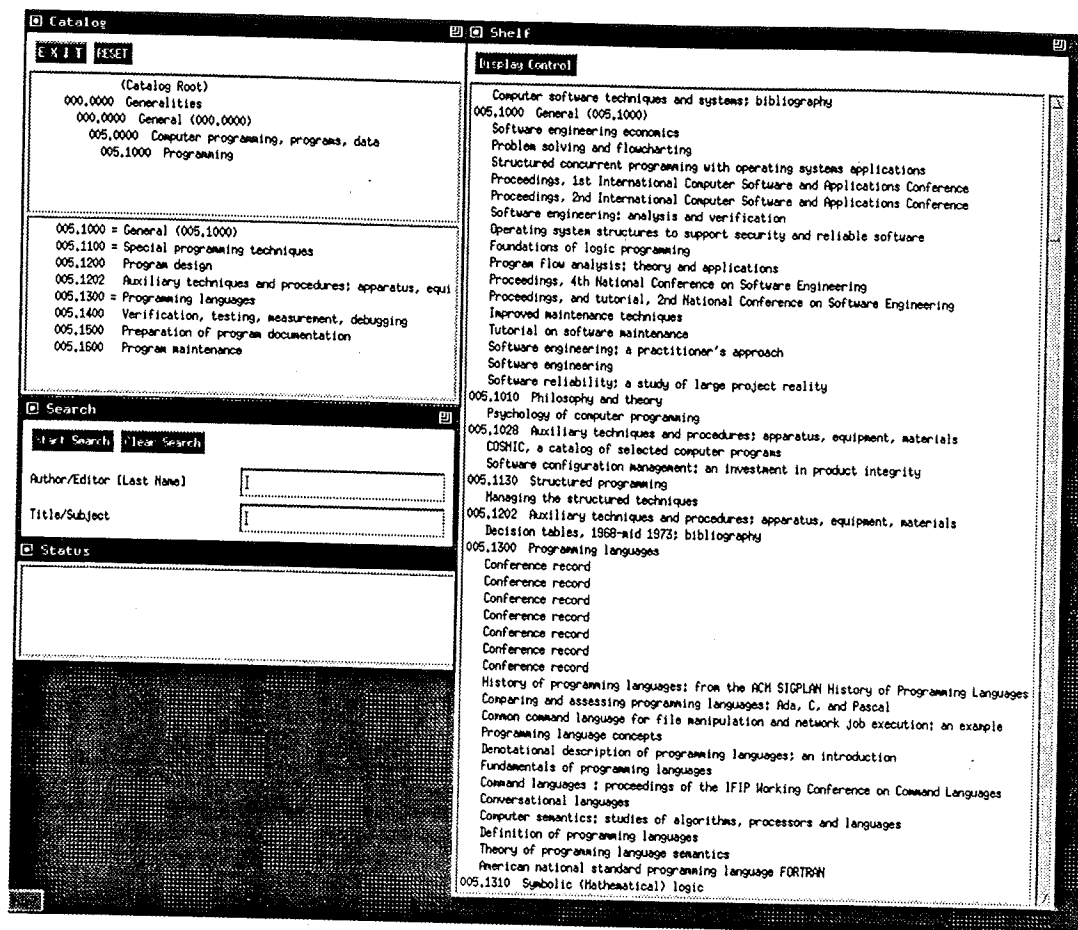 Catalog
EXIT RESET
(Catalog Root)
000.0000 Generalities
000.0000 General (000.0000)
005.0000 Computer programming, programs, data
005.1000 Programming
005.1000 = General (005.1000)
005.1100 = Special programming techniques
005.1200 Program design
005.1202 Auxiliary techniques and procedures; apparatus, equi
005.1300 = Programming languages
005.1400 Verification, testing, measurement, debugging
005.1500 Preparation of program documentation
005.1600 Program maintenance
Search
Start Search Clear Search
Author/Editor [Last Name]
Title/Subject
Status
Shelf
Display Control
Computer software techniques and systems; bibliography
005.1000 General (005.1000)
Software engineering economics
Problem solving and flowcharting
Structured concurrent programming with operating systems applications
Proceedings, 1st International Computer Software and Applications Conference
Proceedings, 2nd International Computer Software and Applications Conference
Software engineering: analysis and verification
Operating system structures to support security and reliable software
Foundations of logic programming
Program flow analysis; theory and applications
Proceedings, 4th National Conference on Software Engineering
Proceedings, and tutorial, 2nd National Conference on Software Engineering
Improved maintenance techniques
Tutorial on software maintenance
Software engineering; a practitioner's approach
Software engineering
Software reliability; a study of large project reality
005.1010 Philosophy and theory
Psychology of computer programming
005.1028 Auxiliary techniques and procedures; apparatus, equipment, materials
COSMIC, a catalog of selected computer programs
Software configuration management; an investment in product integrity
005.1130 Structured programming
Managing the structured techniques
005.1202 Auxiliary techniques and procedures; apparatus, equipment, materials
Decision tables, 1968-mid 1973; bibliography
005.1300 Programming languages
Conference record
Conference record
Conference record
Conference record
Conference record
Conference record
Conference record
History of programming languages; from the ACM SIGPLAN History of Programming Languages
Comparing and assessing programming languages; Ada, C, and Pascal
Common command language for file manipulation and network job execution; an example
Programming language concepts
Denotational description of programming languages; an introduction
Fundamentals of programming languages
Command languages ; proceedings of the IFIP Working Conference on Command Languages
Conversational languages
Computer semantics; studies of algorithms, processors and languages
Definition of programming languages
Theory of programming language semantics
American national standard programming language FORTRAN
005.1310 Symbolic (Mathematical) logic